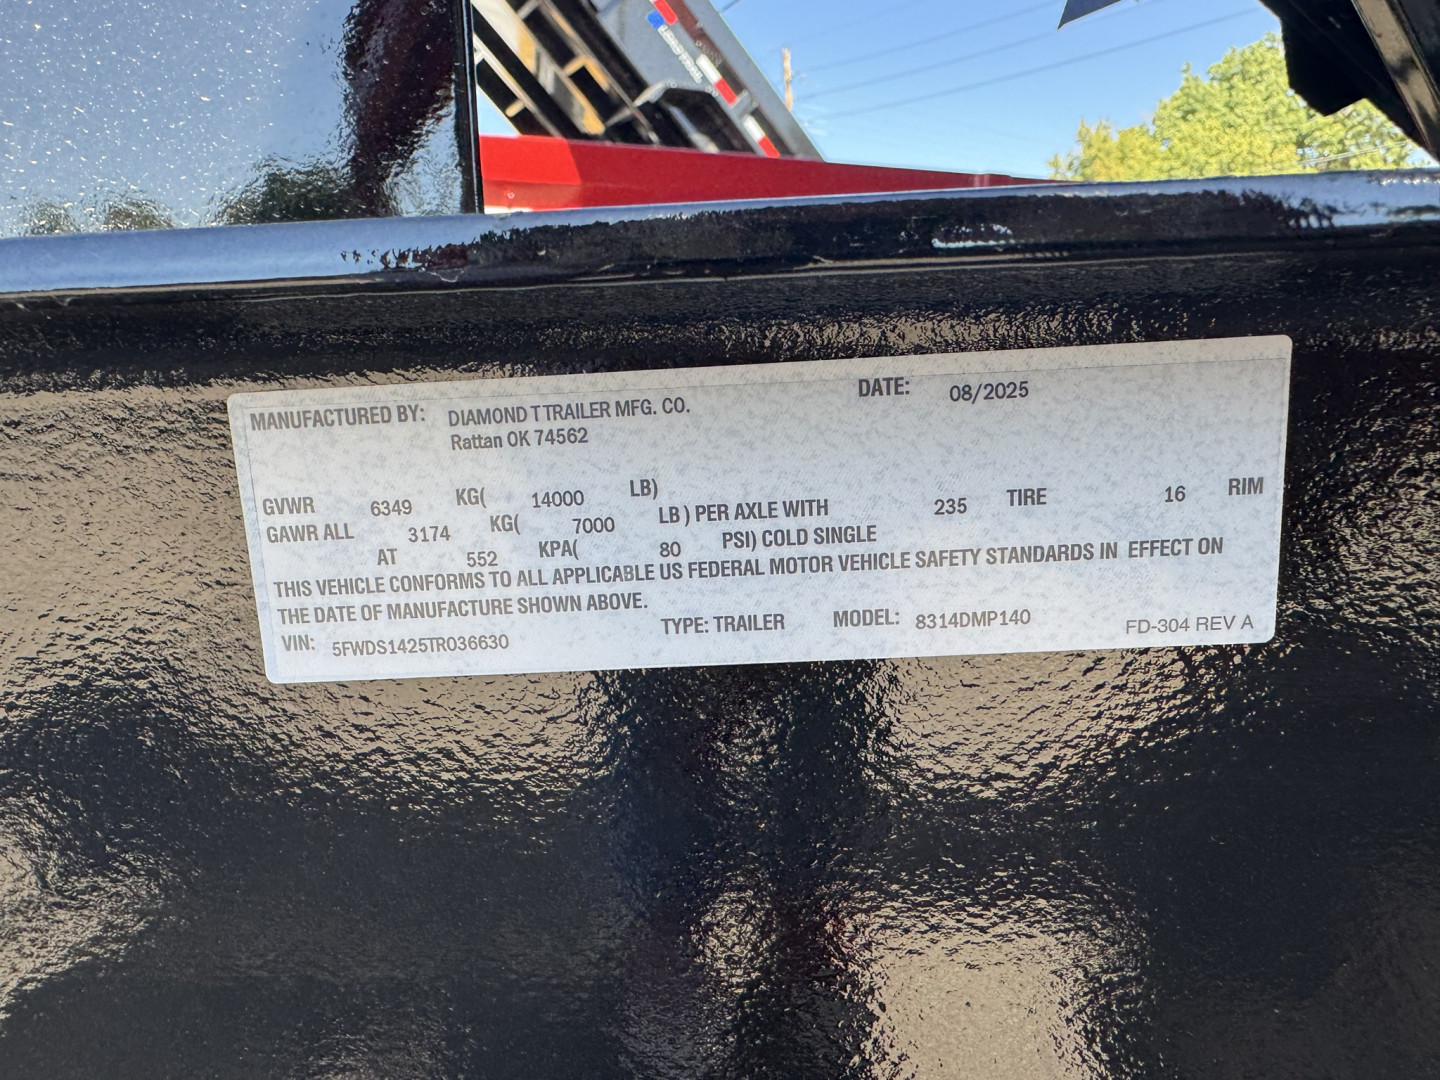 MANUFACTURED BY: DIAMOND T TRAILER MFG. CO. DATE: 08/2025
Rattan OK 74562
GVWR 6349 KG( 14000 LB)
GAWR ALL 3174 KG( 7000 LB ) PER AXLE WITH 235 TIRE 16 RIM
AT 552 KPA( 80 PSI) COLD SINGLE
THIS VEHICLE CONFORMS TO ALL APPLICABLE US FEDERAL MOTOR VEHICLE SAFETY STANDARDS IN EFFECT ON
THE DATE OF MANUFACTURE SHOWN ABOVE.
VIN: 5FWDS1425TR036630 TYPE: TRAILER MODEL: 8314DMP140 FD-304 REV A